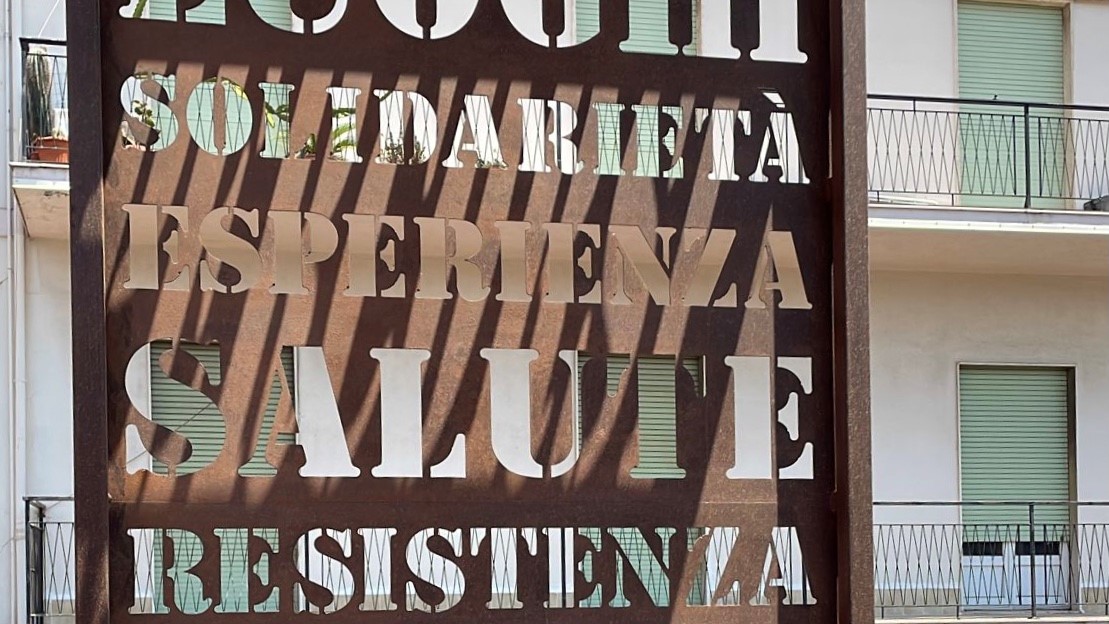 SOLIDARIETÀ
ESPERIENZA
SALUTE
RESISTENZA